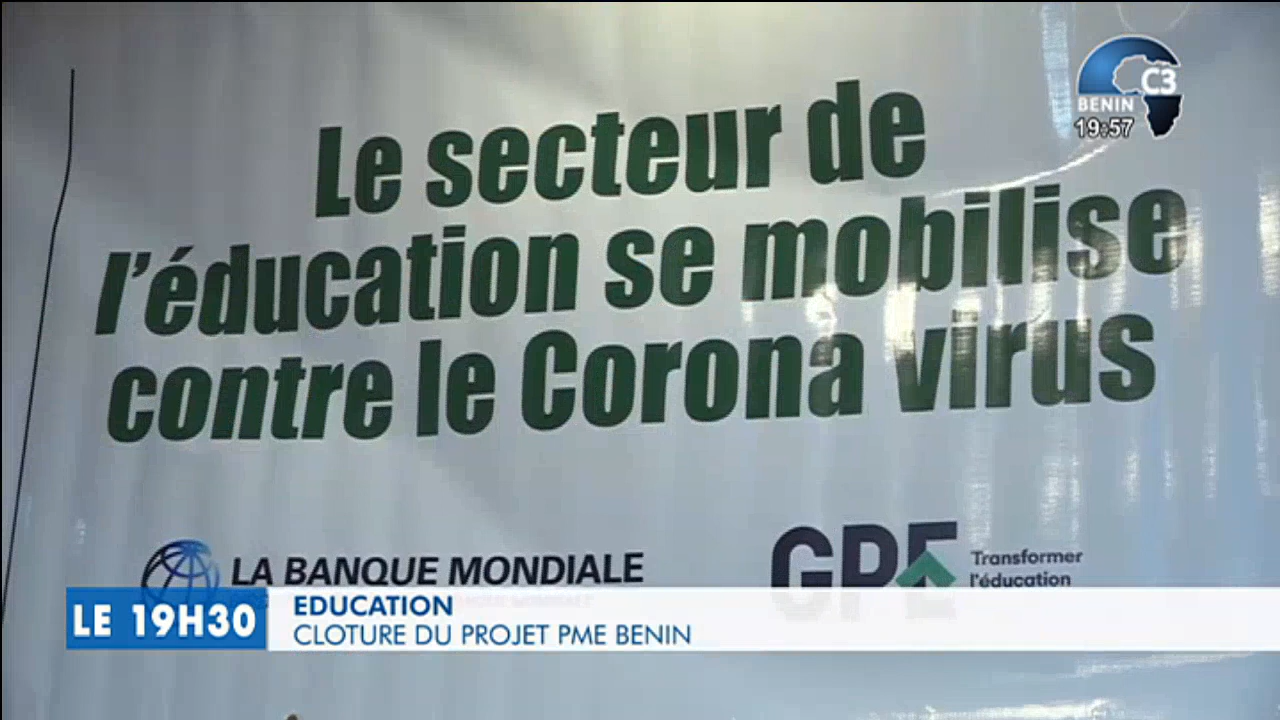 C3
BENIN
19:57
Le secteur de
l'éducation se mobilise
contre le Corona virus
LA BANQUE MONDIALE
GPE
Transformer
l'éducation
LE 19H30
EDUCATION
CLOTURE DU PROJET PME BENIN